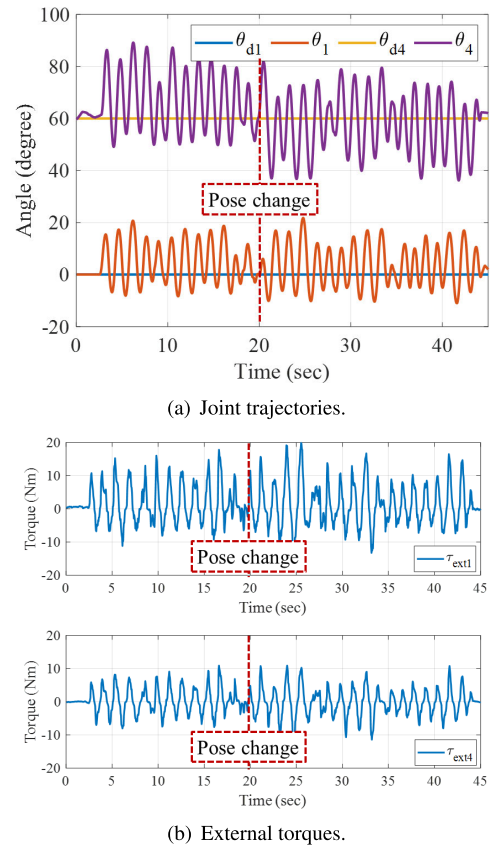 θd1 θ1 θd4 θ4
100
80
60
40
20
0
-20
Angle (degree)
Pose change
0 10 20 30 40
Time (sec)
(a) Joint trajectories.
20
10
0
-10
-20
Torque (Nm)
Pose change
τext1
0 5 10 15 20 25 30 35 40 45
Time (sec)
20
10
0
-10
-20
Torque (Nm)
Pose change
τext4
0 5 10 15 20 25 30 35 40 45
Time (sec)
(b) External torques.